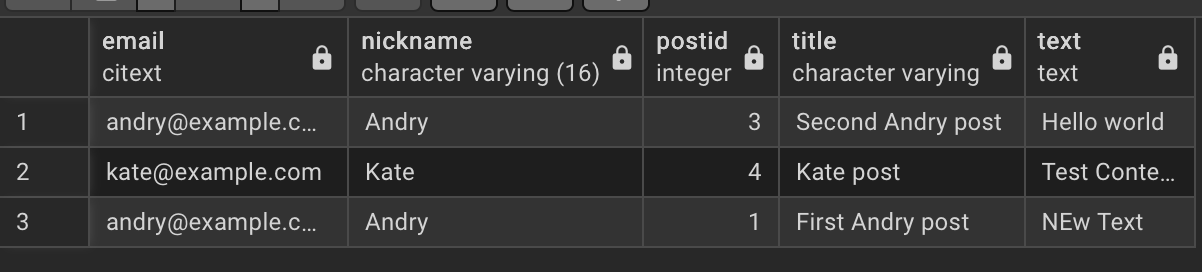 email nickname postid title text
citext character varying (16) integer character varying text
1 andry@example.c... Andry 3 Second Andry post Hello world
2 kate@example.com Kate 4 Kate post Test Conte...
3 andry@example.c... Andry 1 First Andry post NEw Text